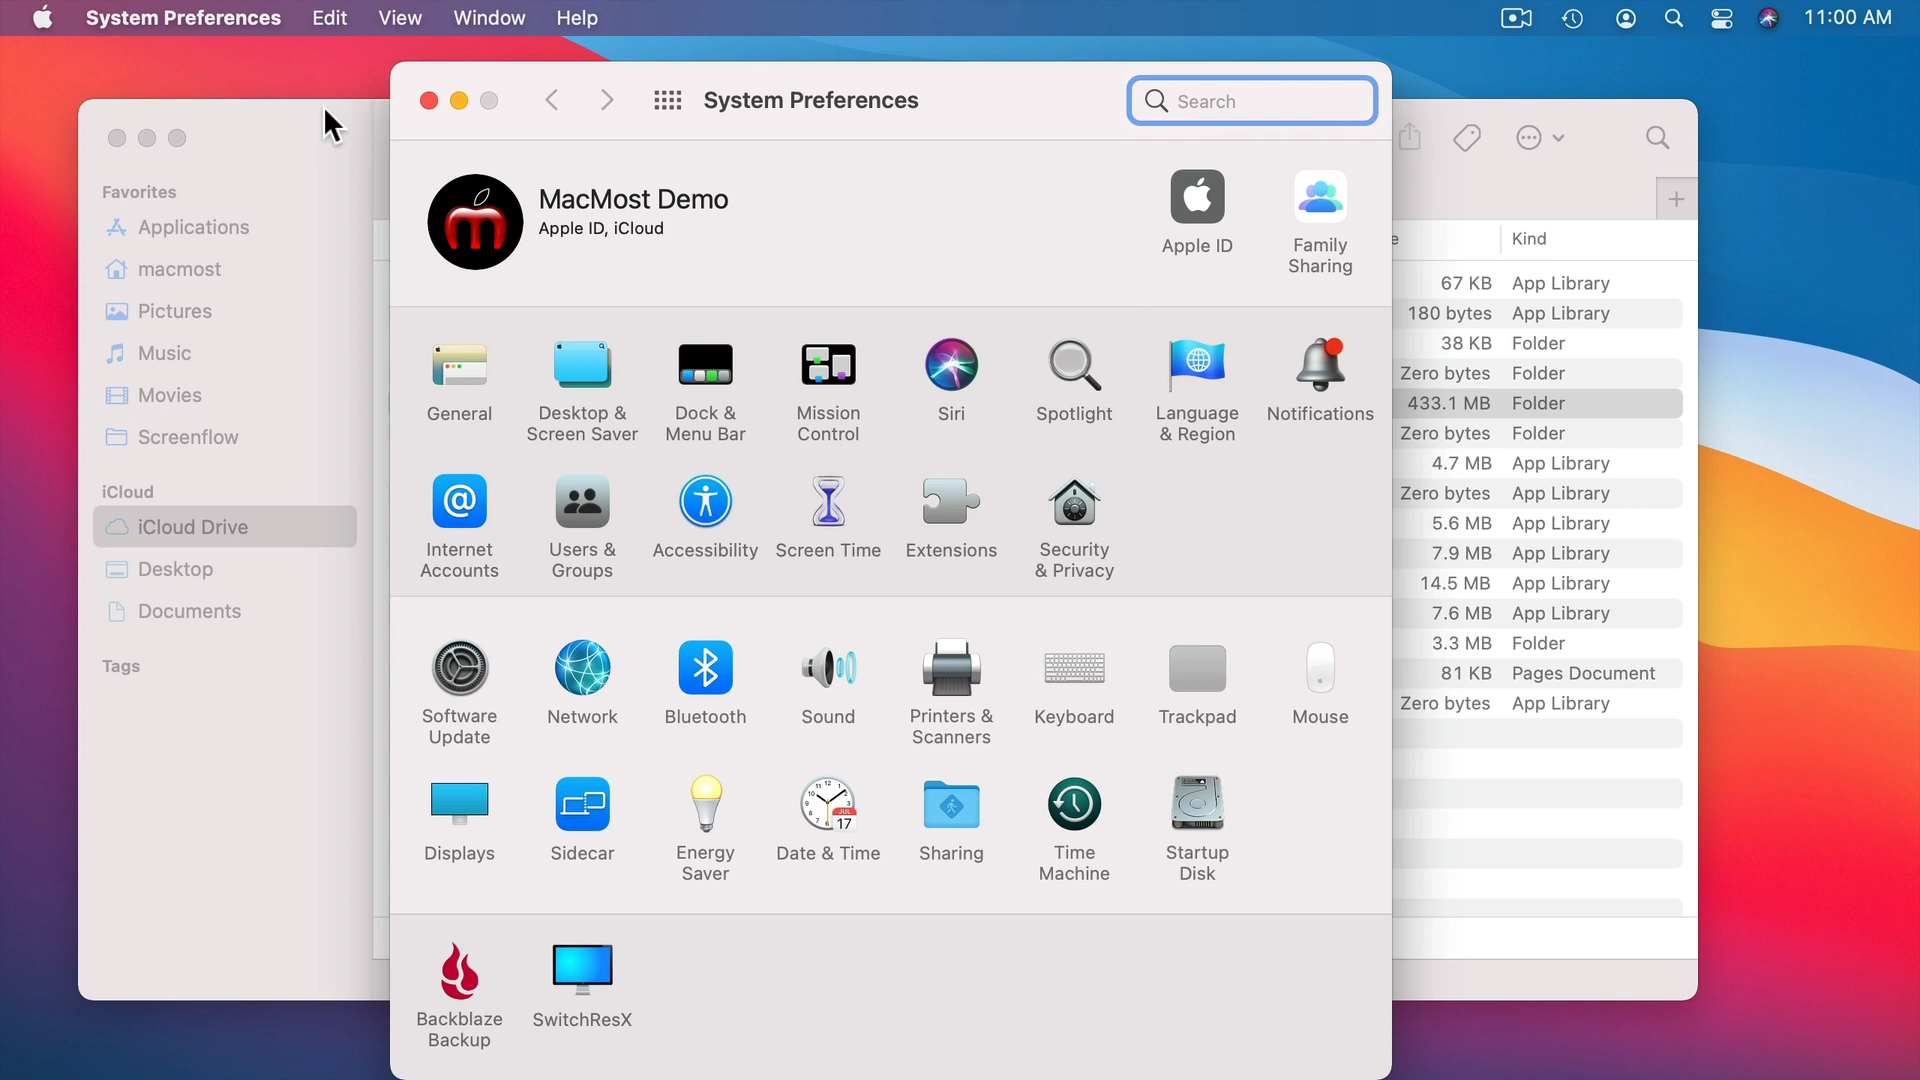 System Preferences Edit View Window Help 11:00 AM
System Preferences
Search
Favorites
Applications
macmost
Pictures
Music
Movies
Screenflow
iCloud
iCloud Drive
Desktop
Documents
Tags
MacMost Demo
Apple ID, iCloud
Apple ID
Family
Sharing
General
Desktop &
Screen Saver
Dock &
Menu Bar
Mission
Control
Siri
Spotlight
Language
& Region
Notifications
Internet
Accounts
Users &
Groups
Accessibility
Screen Time
Extensions
Security
& Privacy
Software
Update
Network
Bluetooth
Sound
Printers &
Scanners
Keyboard
Trackpad
Mouse
Displays
Sidecar
Energy
Saver
JUL
17
Date & Time
Sharing
Time
Machine
Startup
Disk
Backblaze
Backup
SwitchResX
e Kind
67 KB App Library
180 bytes App Library
38 KB Folder
Zero bytes Folder
433.1 MB Folder
Zero bytes Folder
4.7 MB App Library
Zero bytes App Library
5.6 MB App Library
7.9 MB App Library
14.5 MB App Library
7.6 MB App Library
3.3 MB Folder
81 KB Pages Document
Zero bytes App Library